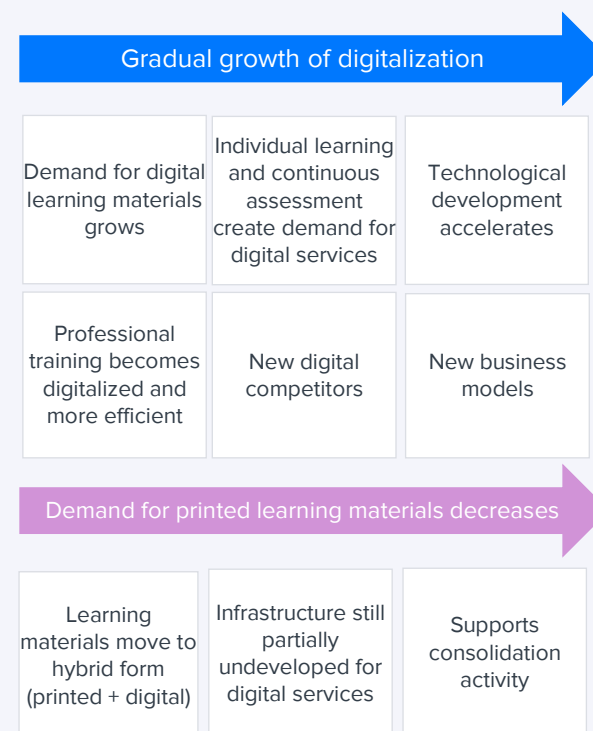 Gradual growth of digitalization
Demand for digital
learning materials
grows
Individual learning
and continuous
assessment
create demand for
digital services
Technological
development
accelerates
Professional
training becomes
digitalized and
more efficient
New digital
competitors
New business
models
Demand for printed learning materials decreases
Learning
materials move to
hybrid form
(printed + digital)
Infrastructure still
partially
undeveloped for
digital services
Supports
consolidation
activity